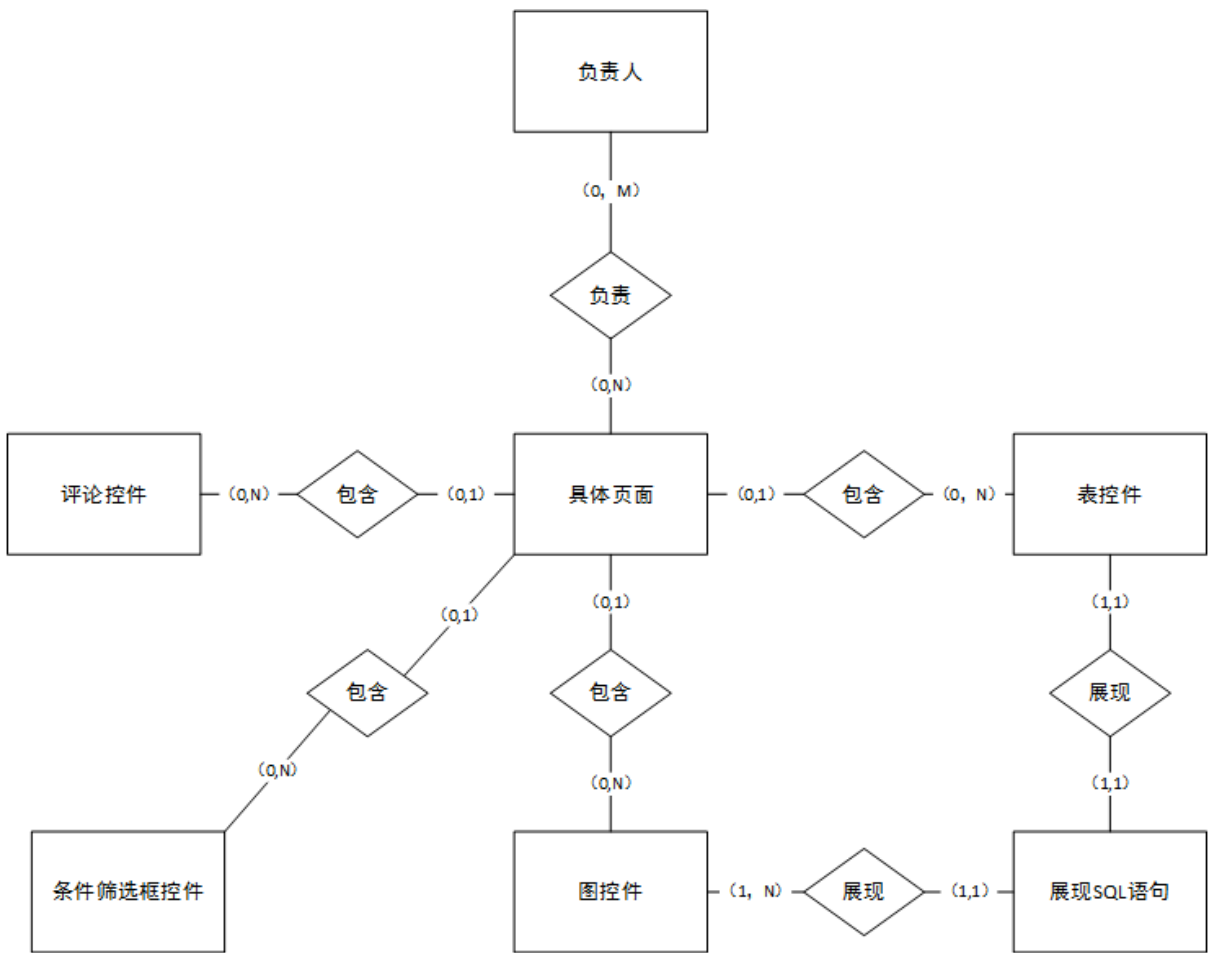 负责人
（0， M）
负责
（0,N）
评论控件
（0,N）
包含
（0,1）
具体页面
（0,1）
包含
（0， N）
表控件
（0,1）
（0,1）
（1,1）
包含
包含
展现
（0,N）
（0,N）
（1,1）
条件筛选框控件
图控件
（1， N）
展现
（1,1）
展现SQL语句